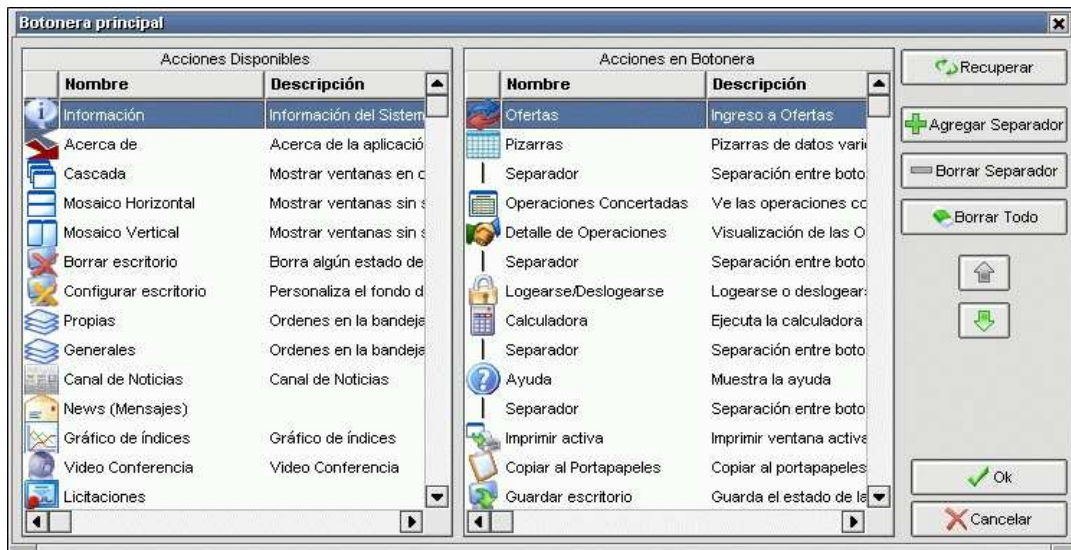 Botonera principal
Acciones Disponibles
Nombre Descripción
Información Información del Sistem
Acerca de Acerca de la aplicació
Cascada Mostrar ventanas en c
Mosaico Horizontal Mostrar ventanas sin s
Mosaico Vertical Mostrar ventanas sin s
Borrar escritorio Borra algún estado de
Configurar escritorio Personaliza el fondo d
Propias Ordenes en la bandeja
Generales Ordenes en la bandeja
Canal de Noticias Canal de Noticias
News (Mensajes)
Gráfico de índices Gráfico de índices
Video Conferencia Video Conferencia
Licitaciones
Acciones en Botonera
Nombre Descripción
Ofertas Ingreso a Ofertas
Pizarras Pizarras de datos vari
Separador Separación entre boto
Operaciones Concertadas Ve las operaciones co
Detalle de Operaciones Visualización de las O
Separador Separación entre boto
Logearse/Deslogearse Logearse o deslogear
Calculadora Ejecuta la calculadora
Separador Separación entre boto
Ayuda Muestra la ayuda
Separador Separación entre boto
Imprimir activa Imprimir ventana activa
Copiar al Portapapeles Copiar al portapapeles
Guardar escritorio Guarda el estado de la
Recuperar
Agregar Separador
Borrar Separador
Borrar Todo
Ok
Cancelar